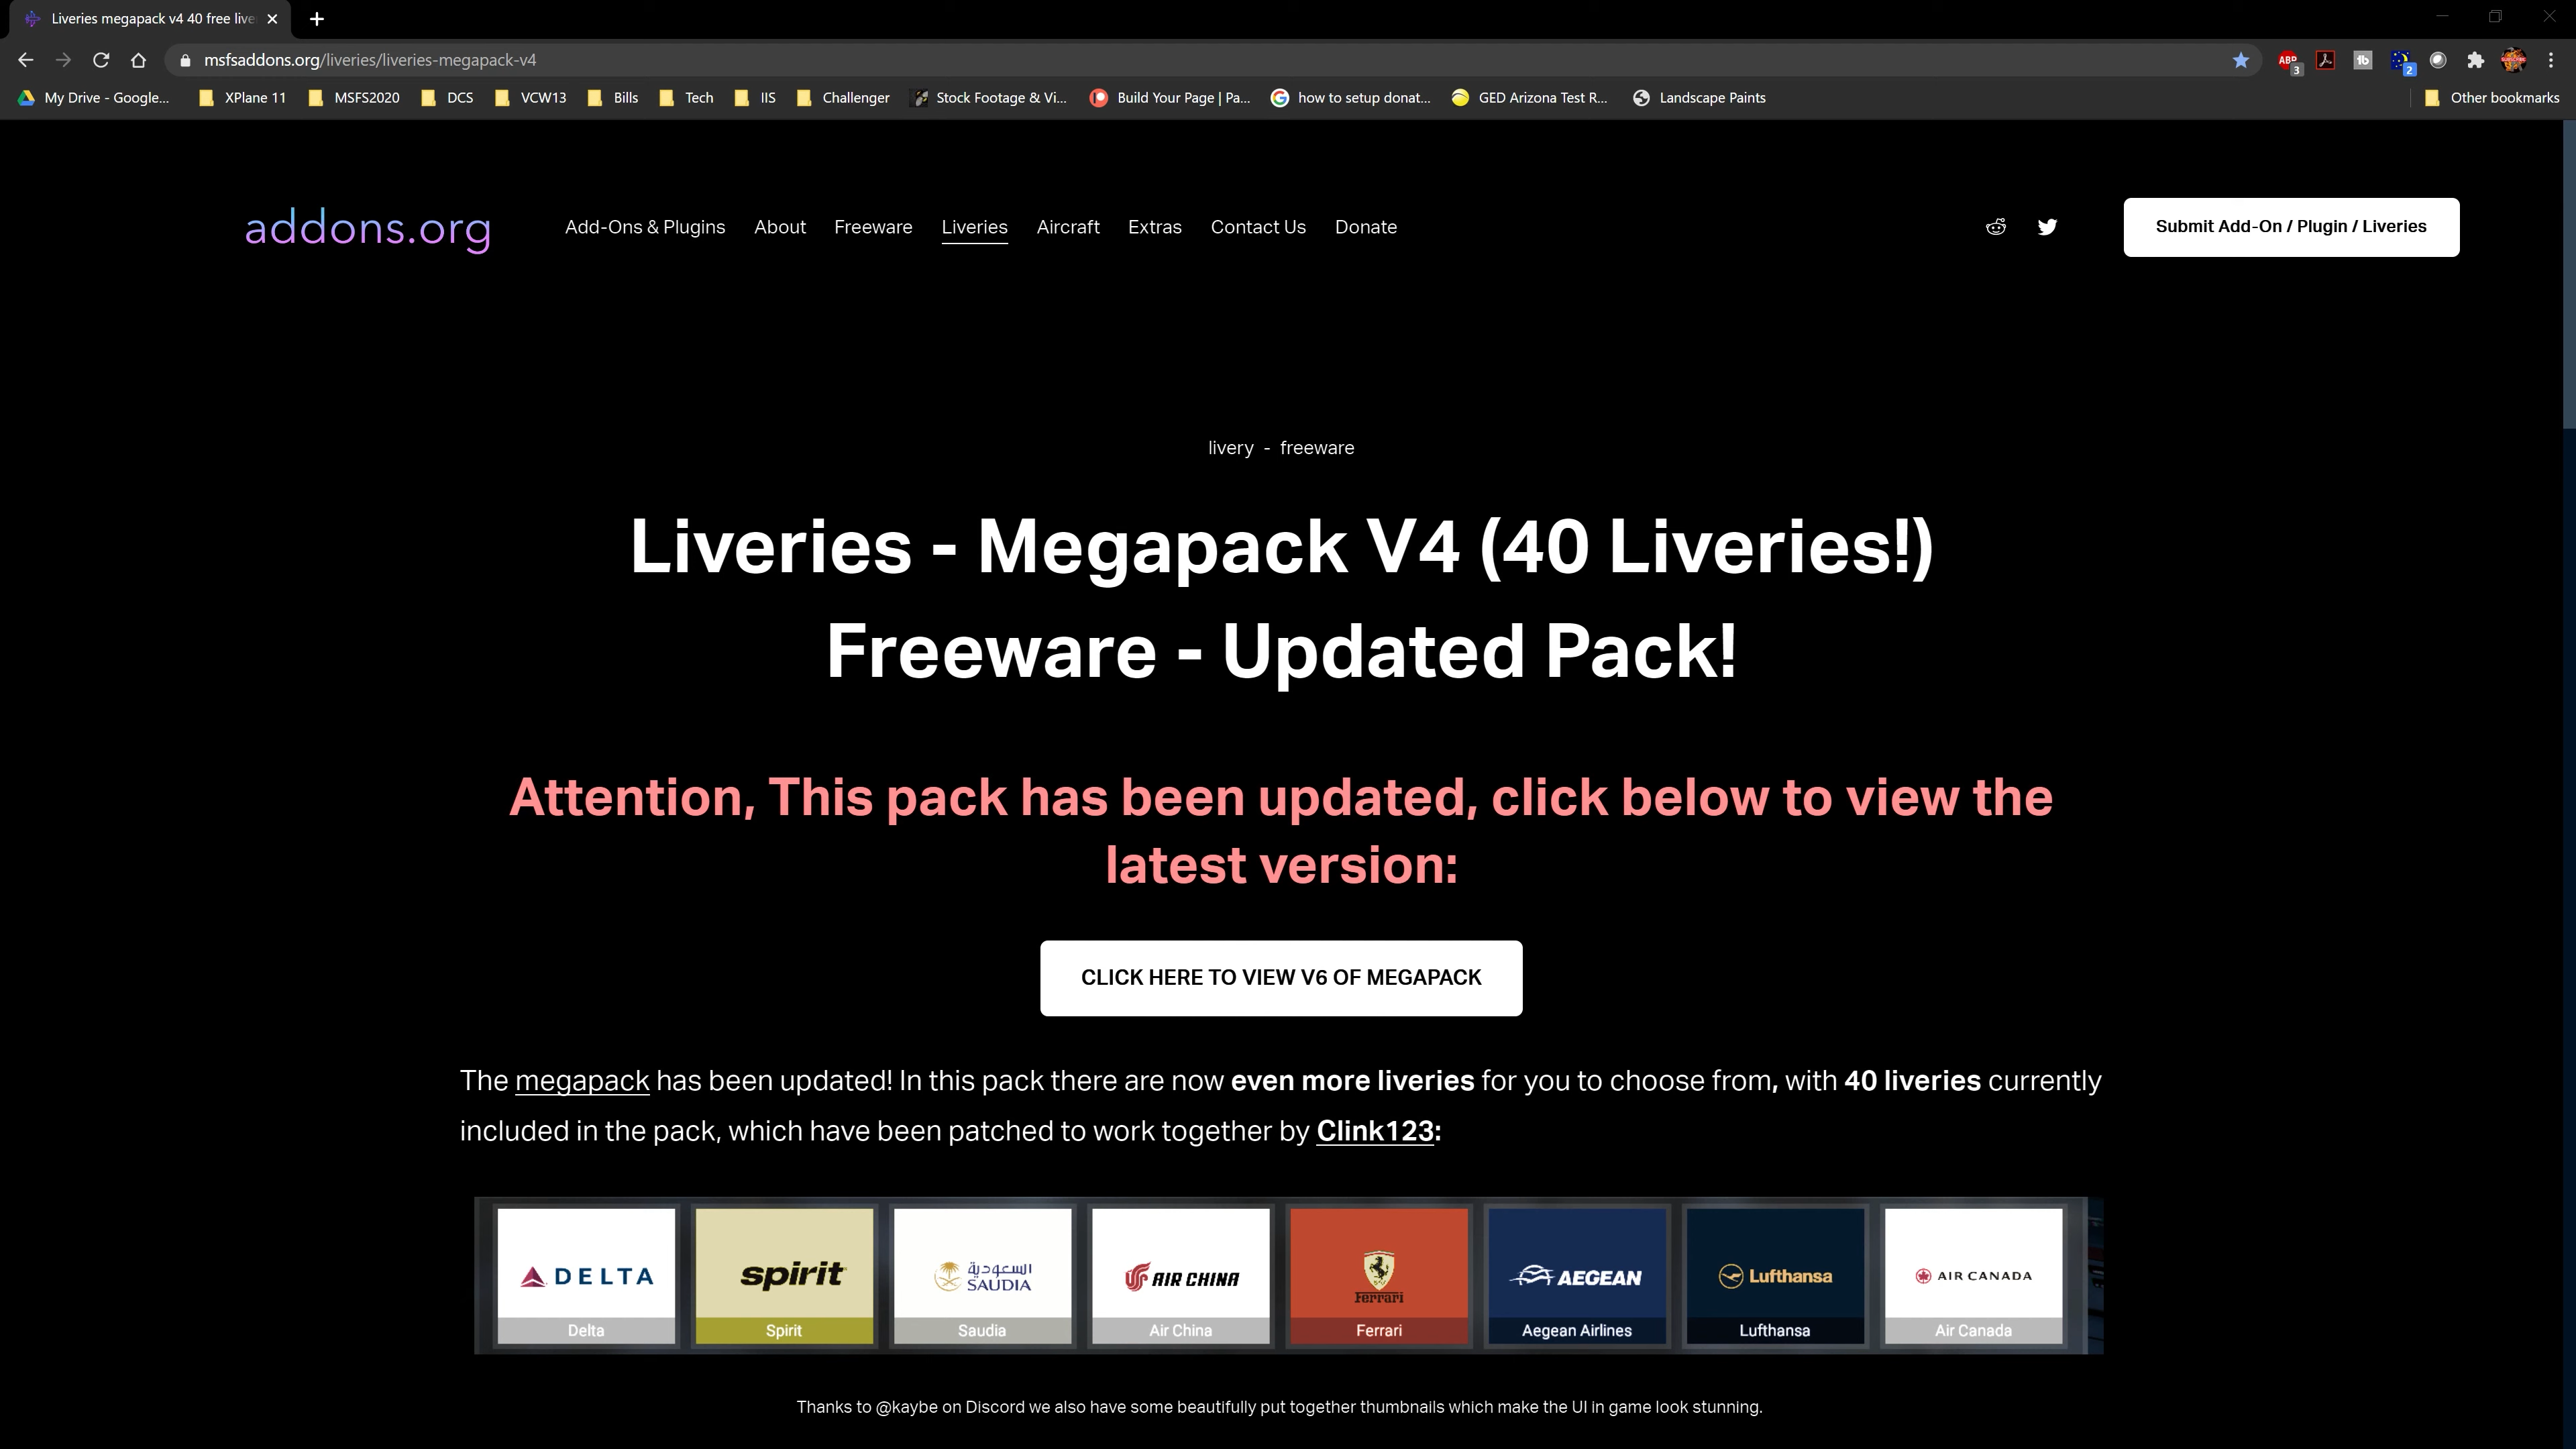 Liveries megapack v4 40 free live
msfsaddons.org/liveries/liveries-megapack-v4
ABP 3 tb 2
My Drive - Google... XPlane 11 MSFS2020 DCS VCW13 Bills Tech IIS Challenger Stock Footage & Vi... Build Your Page | Pa... how to setup donat... GED Arizona Test R... Landscape Paints Other bookmarks
addons.org Add-Ons & Plugins About Freeware Liveries Aircraft Extras Contact Us Donate Submit Add-On / Plugin / Liveries
livery - freeware
Liveries - Megapack V4 (40 Liveries!)
Freeware - Updated Pack!
Attention, This pack has been updated, click below to view the
latest version:
CLICK HERE TO VIEW V6 OF MEGAPACK
The megapack has been updated! In this pack there are now even more liveries for you to choose from, with 40 liveries currently
included in the pack, which have been patched to work together by Clink123:
DELTA spirit السعودية SAUDIA AIR CHINA Ferrari AEGEAN Lufthansa AIR CANADA
Delta Spirit Saudia Air China Ferrari Aegean Airlines Lufthansa Air Canada
Thanks to @kaybe on Discord we also have some beautifully put together thumbnails which make the UI in game look stunning.